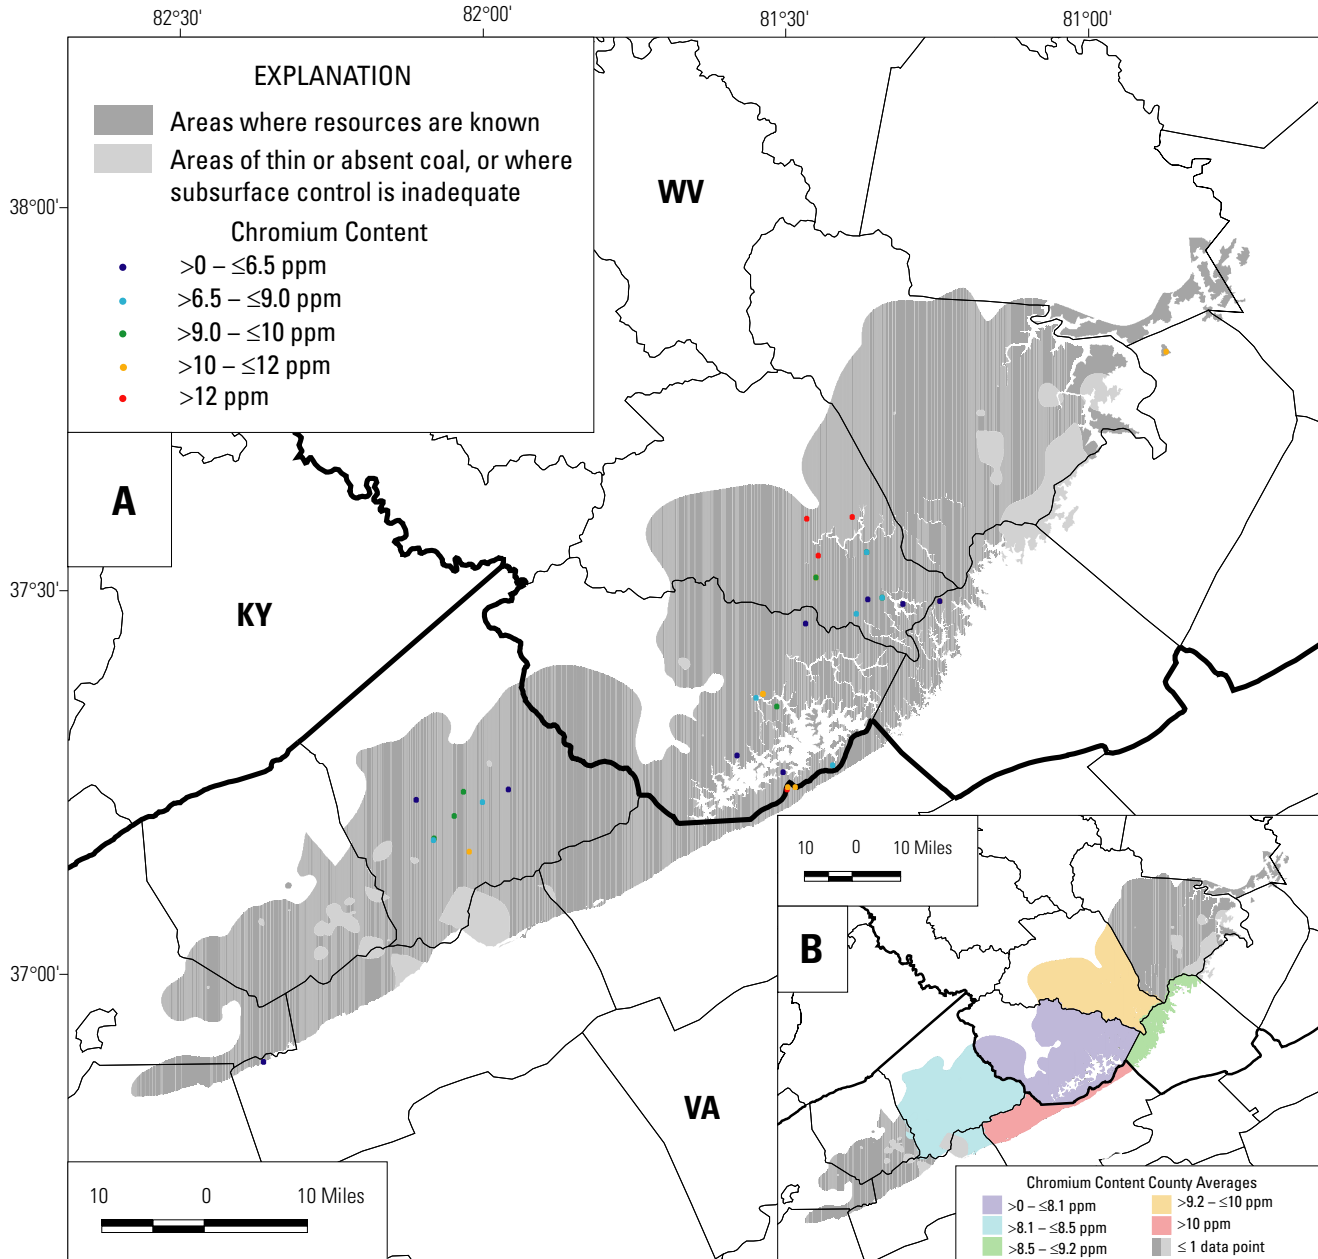 82°30'
82°00'
81°30'
81°00'
EXPLANATION
Areas where resources are known
Areas of thin or absent coal, or where
subsurface control is inadequate
Chromium Content
>0 – ≤6.5 ppm
>6.5 – ≤9.0 ppm
>9.0 – ≤10 ppm
>10 – ≤12 ppm
>12 ppm
38°00'
WV
A
37°30'
KY
37°00'
VA
10 0 10 Miles
10 0 10 Miles
B
Chromium Content County Averages
>0 – ≤8.1 ppm
>8.1 – ≤8.5 ppm
>8.5 – ≤9.2 ppm
>9.2 – ≤10 ppm
>10 ppm
≤ 1 data point